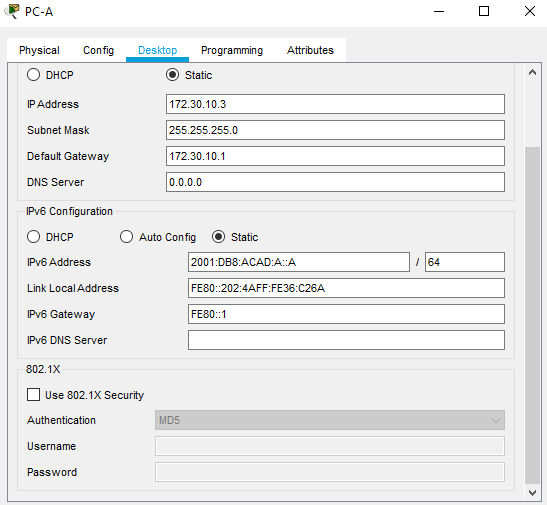 PC-A
Physical Config Desktop Programming Attributes
DHCP Static
IP Address 172.30.10.3
Subnet Mask 255.255.255.0
Default Gateway 172.30.10.1
DNS Server 0.0.0.0
IPv6 Configuration
DHCP Auto Config Static
IPv6 Address 2001:DB8:ACAD:A::A / 64
Link Local Address FE80::202:4AFF:FE36:C26A
IPv6 Gateway FE80::1
IPv6 DNS Server
802.1X
Use 802.1X Security
Authentication MD5
Username
Password